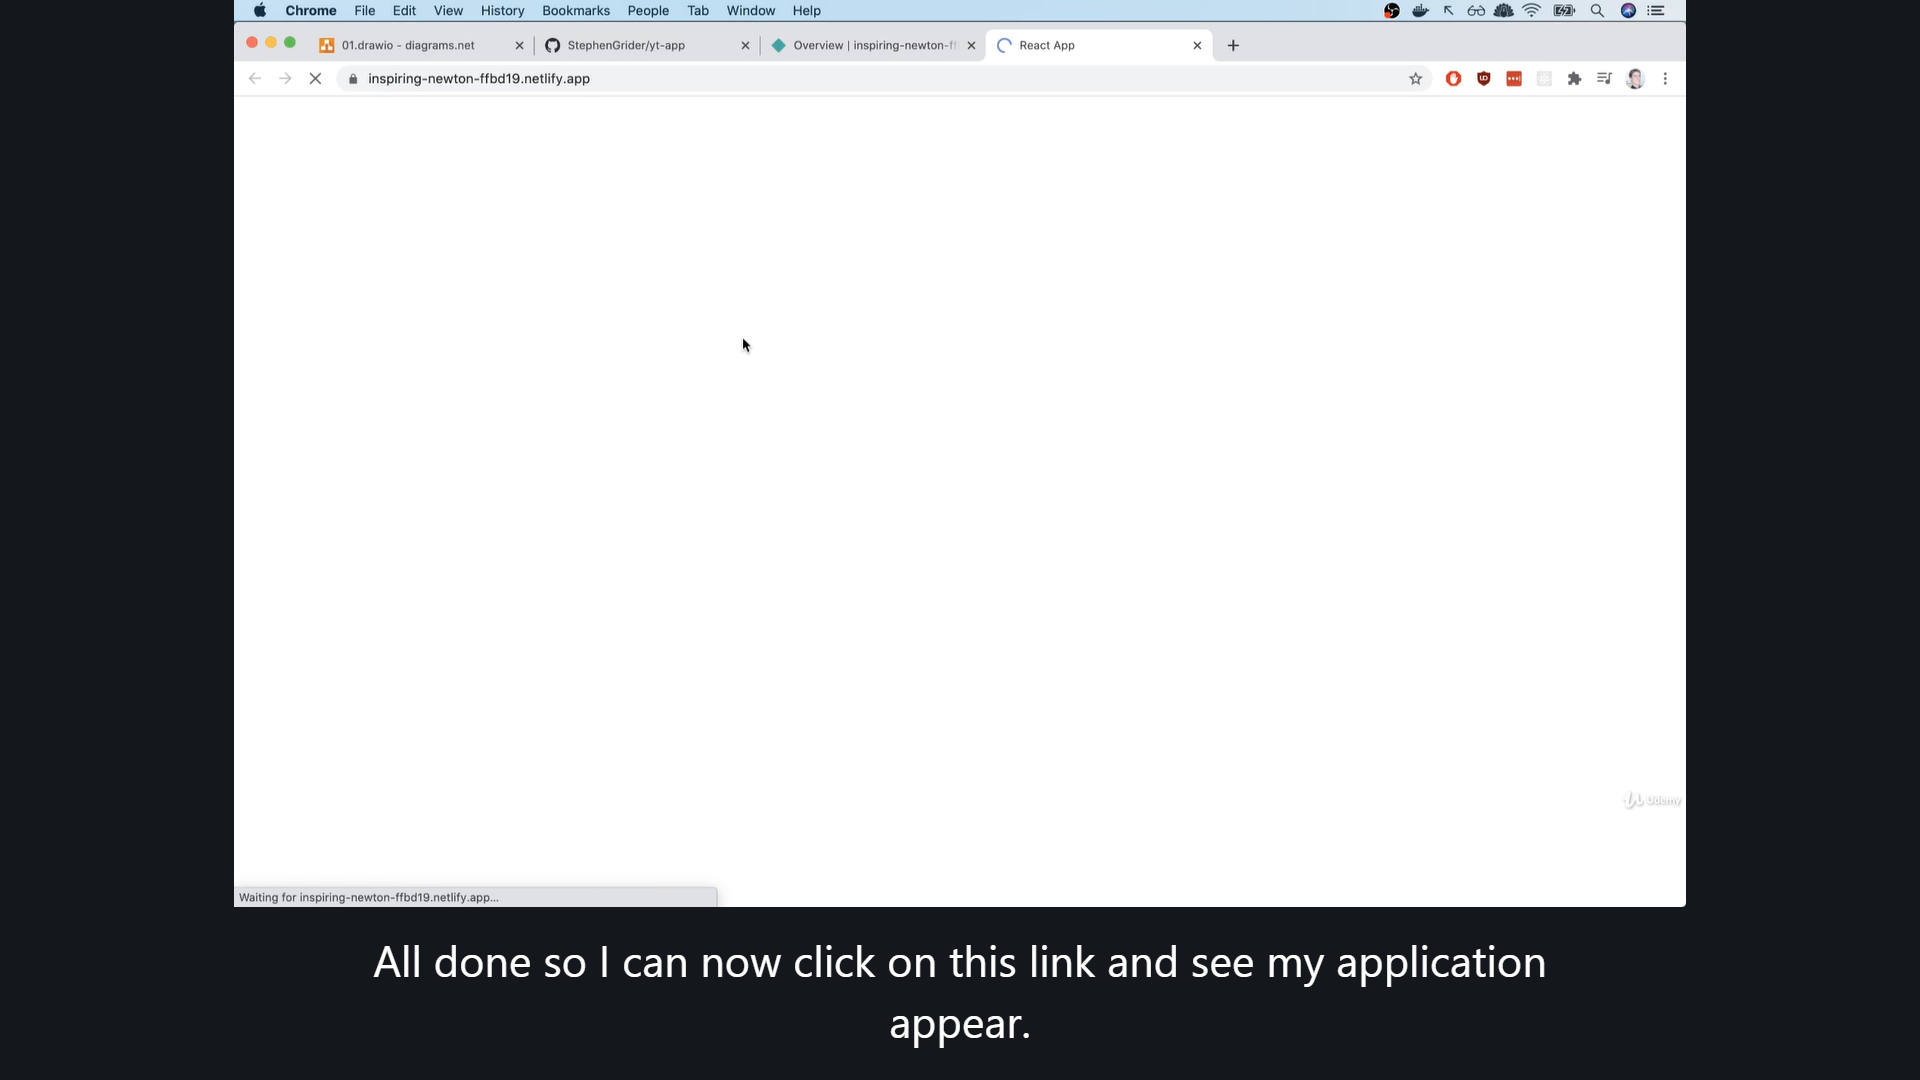 Chrome File Edit View History Bookmarks People Tab Window Help
01.drawio - diagrams.net
StephenGrider/yt-app
Overview | inspiring-newton-ff
React App
inspiring-newton-ffbd19.netlify.app
Udemy
Waiting for inspiring-newton-ffbd19.netlify.app...
All done so I can now click on this link and see my application
appear.